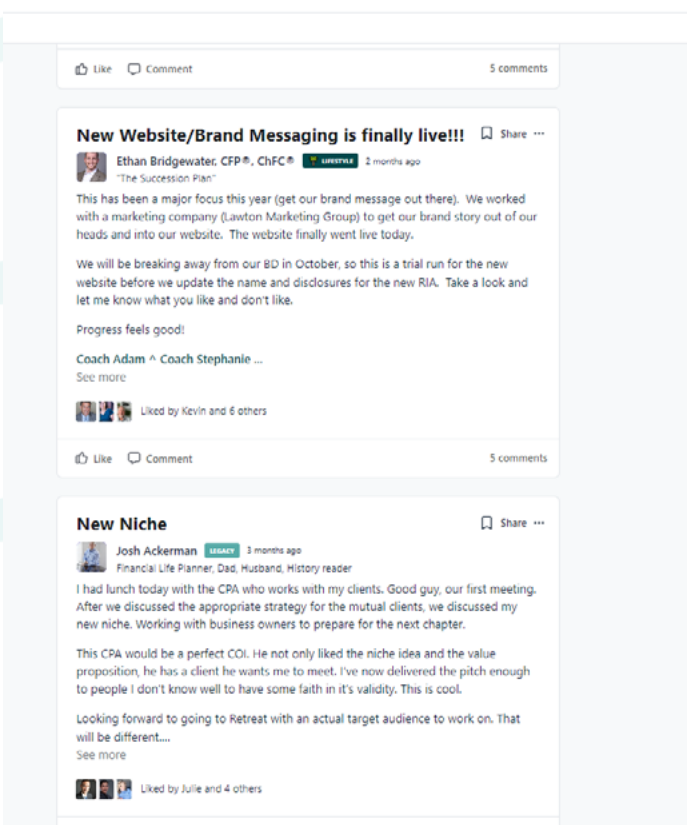 Like Comment 5 comments
New Website/Brand Messaging is finally live!!! Share ...
Ethan Bridgewater, CFP®, ChFC® LIFESTYLE 2 months ago
"The Succession Plan"
This has been a major focus this year (get our brand message out there). We worked
with a marketing company (Lawton Marketing Group) to get our brand story out of our
heads and into our website. The website finally went live today.
We will be breaking away from our BD in October, so this is a trial run for the new
website before we update the name and disclosures for the new RIA. Take a look and
let me know what you like and don't like.
Progress feels good!
Coach Adam ^ Coach Stephanie ...
See more
Liked by Kevin and 6 others
Like Comment 5 comments
New Niche Share ...
Josh Ackerman LEGACY 3 months ago
Financial Life Planner, Dad, Husband, History reader
I had lunch today with the CPA who works with my clients. Good guy, our first meeting.
After we discussed the appropriate strategy for the mutual clients, we discussed my
new niche. Working with business owners to prepare for the next chapter.
This CPA would be a perfect COI. He not only liked the niche idea and the value
proposition, he has a client he wants me to meet. I've now delivered the pitch enough
to people I don't know well to have some faith in it's validity. This is cool.
Looking forward to going to Retreat with an actual target audience to work on. That
will be different....
See more
Liked by Julie and 4 others